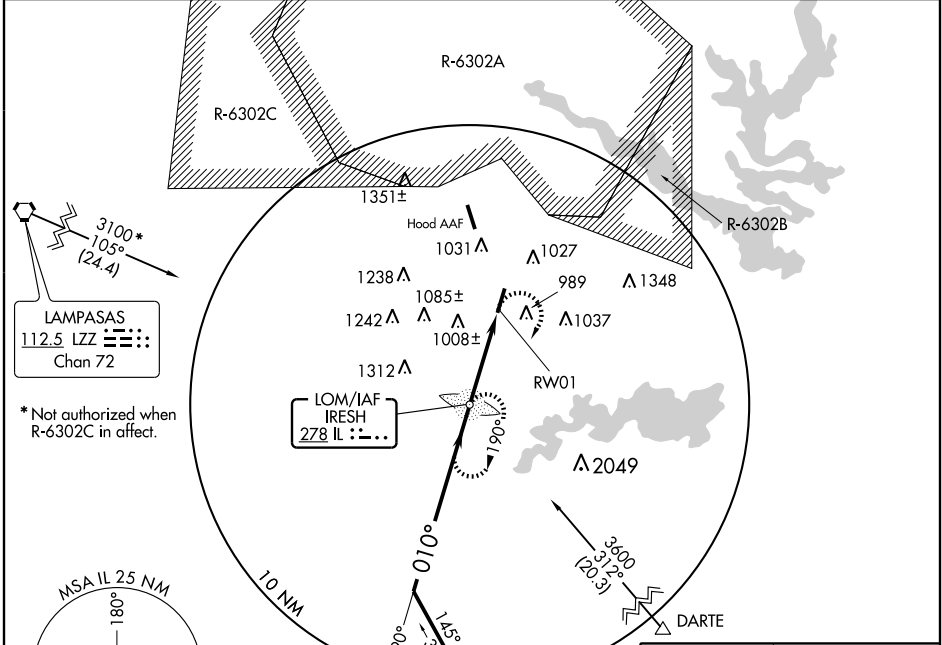 R-6302A
R-6302C
1351±
R-6302B
Hood AAF
1031
1027
3100*
105°
(24.4)
1238
1348
1085±
989
LAMPASAS
112.5 LZZ
Chan 72
1242
1008±
1037
1312
RW01
* Not authorized when
R-6302C in affect.
LOM/IAF
IRESH
278 IL
190°
2049
010°
3600
312°
(20.3)
MSA IL 25 NM
180°
10 NM
145°
DARTE